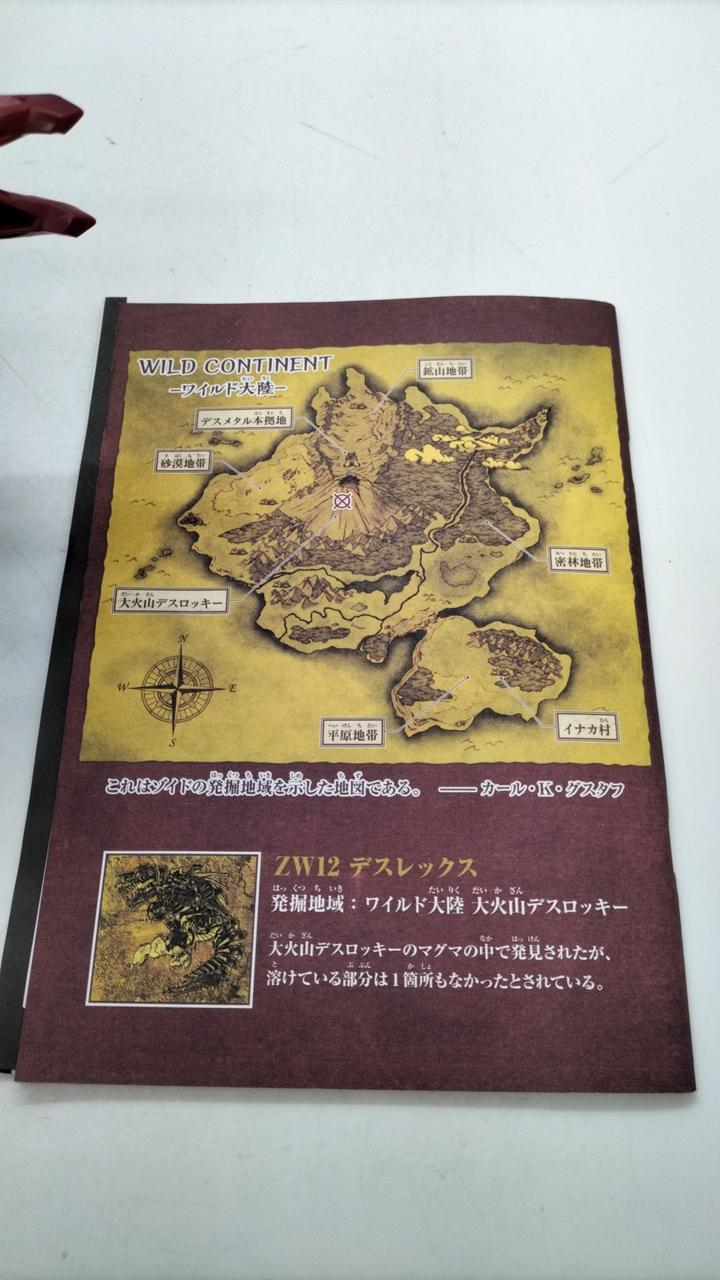 WILD CONTINENT
ーワイルド大陸ー
鉱山地帯
デスメタル本拠地
砂漠地帯
密林地帯
大火山デスロッキー
N
W E
S
平原地帯
イナカ村
これはゾイドの発掘地域を示した地図である。 ―― カール・K・グスタフ
ZW12 デスレックス
発掘地域：ワイルド大陸 大火山デスロッキー
大火山デスロッキーのマグマの中で発見されたが、
溶けている部分は1箇所もなかったとされている。